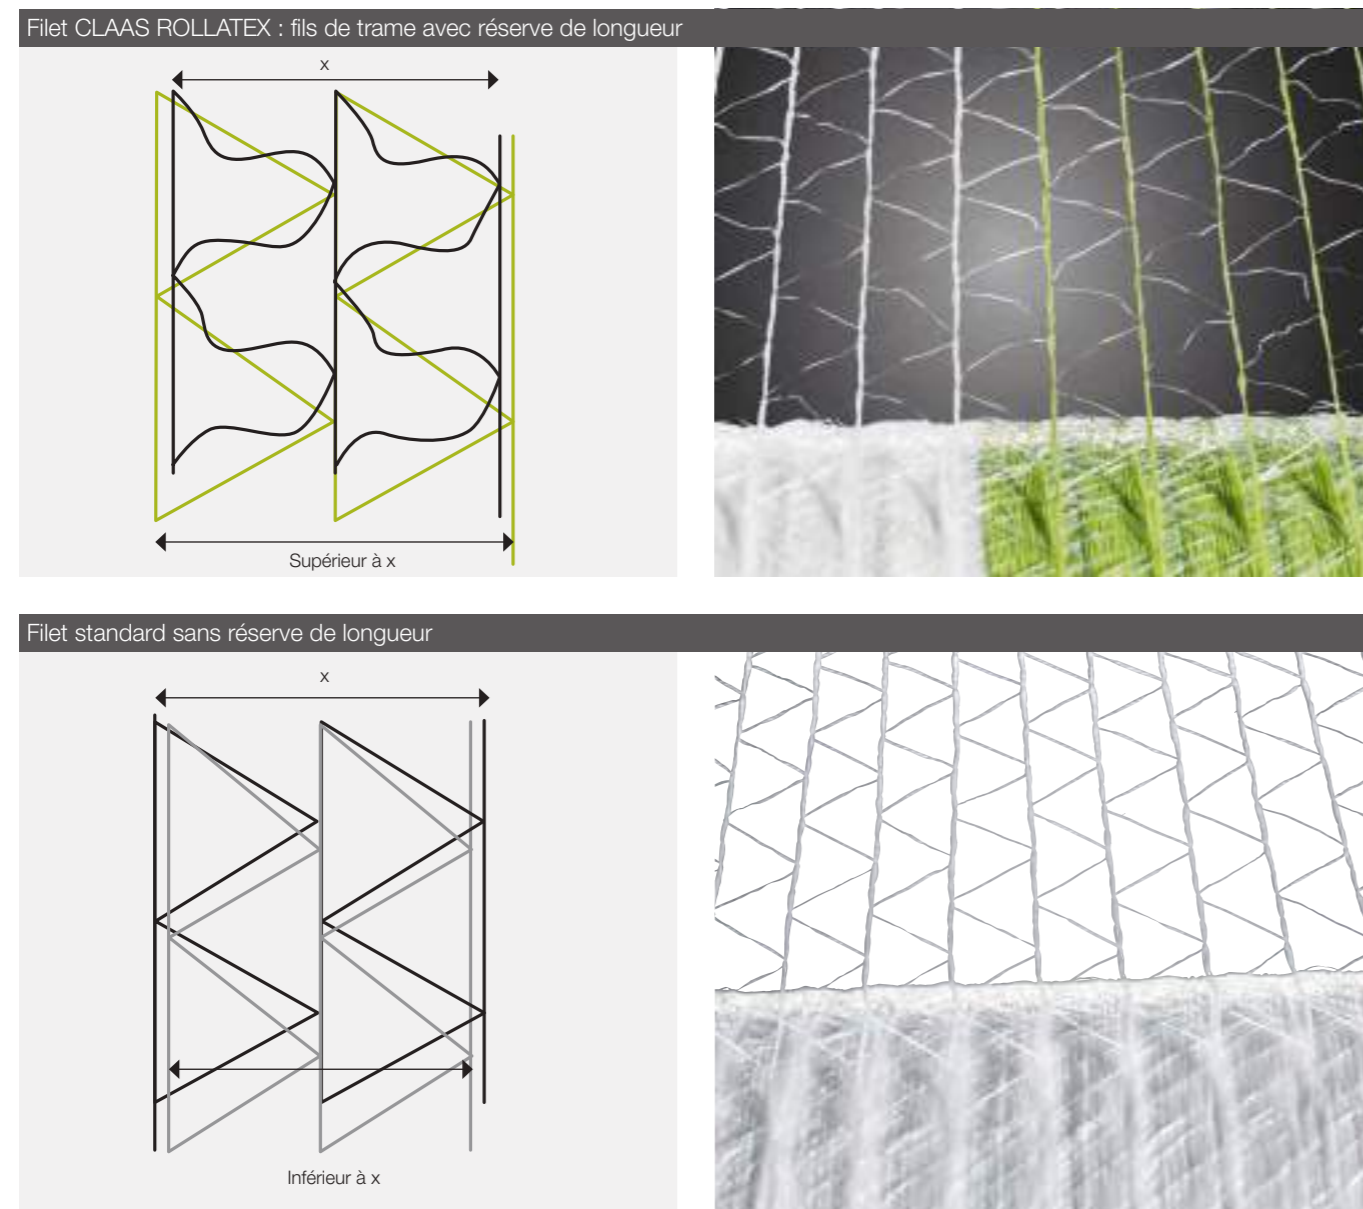 Filet CLAAS ROLLATEX : fils de trame avec réserve de longueur
x
Supérieur à x
Filet standard sans réserve de longueur
x
Inférieur à x